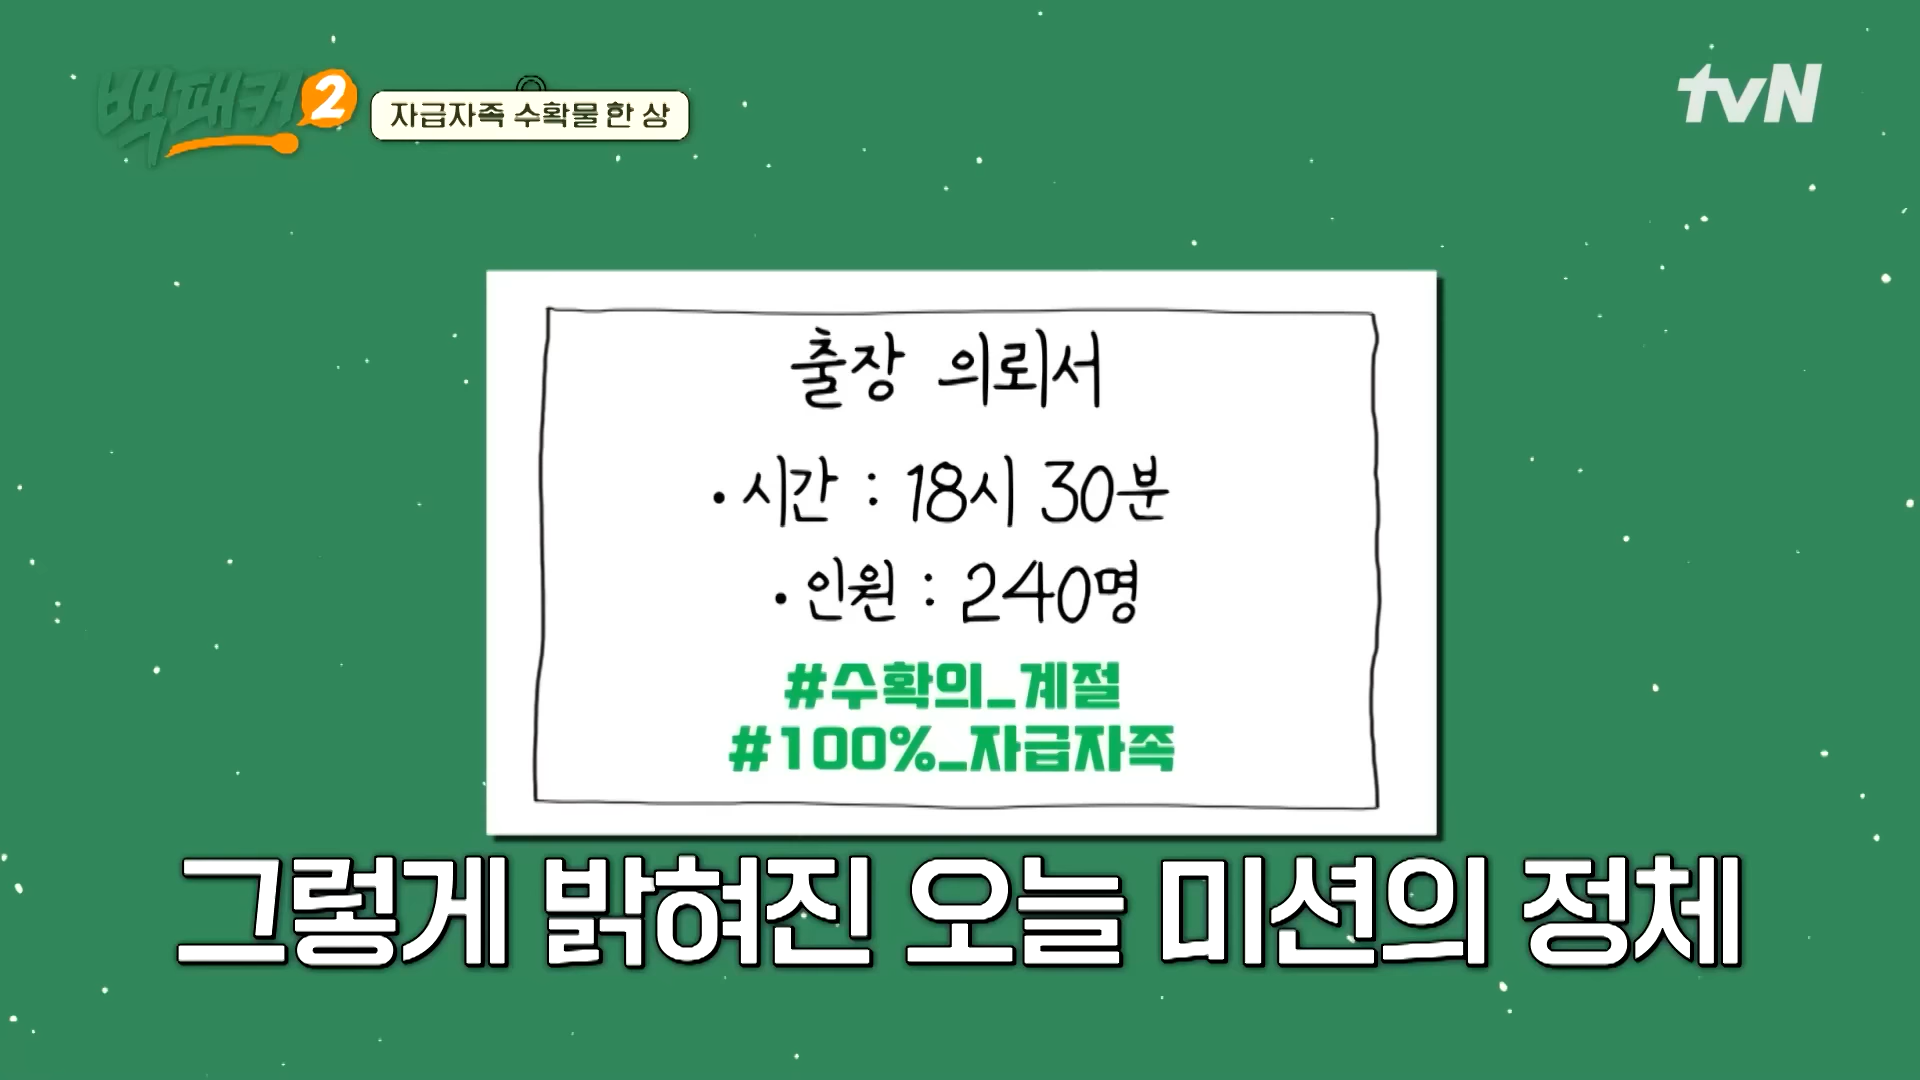 백패커 2
자급자족 수확물 한 상
tvN
출장 의뢰서
• 시간 : 18시 30분
• 인원 : 240명
#수확의_계절
#100%_자급자족
그렇게 밝혀진 오늘 미션의 정체